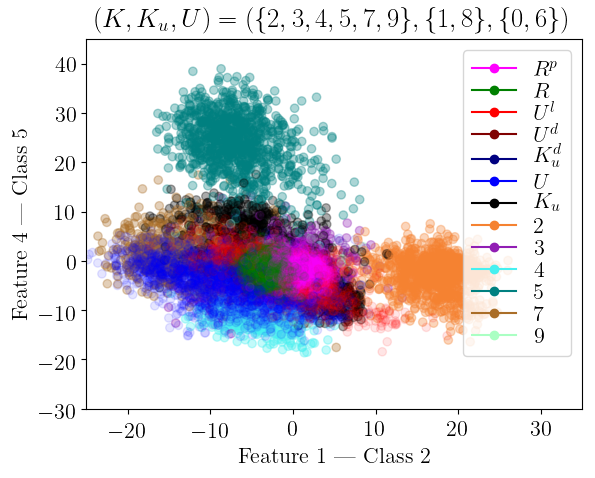 (K, K_u, U) = ({2, 3, 4, 5, 7, 9}, {1, 8}, {0, 6})
Feature 4 — Class 5
40
30
20
10
0
−10
−20
−30
−20
−10
0
10
20
30
Feature 1 — Class 2
R^p
R
U^l
U^d
K_u^d
U
K_u
2
3
4
5
7
9